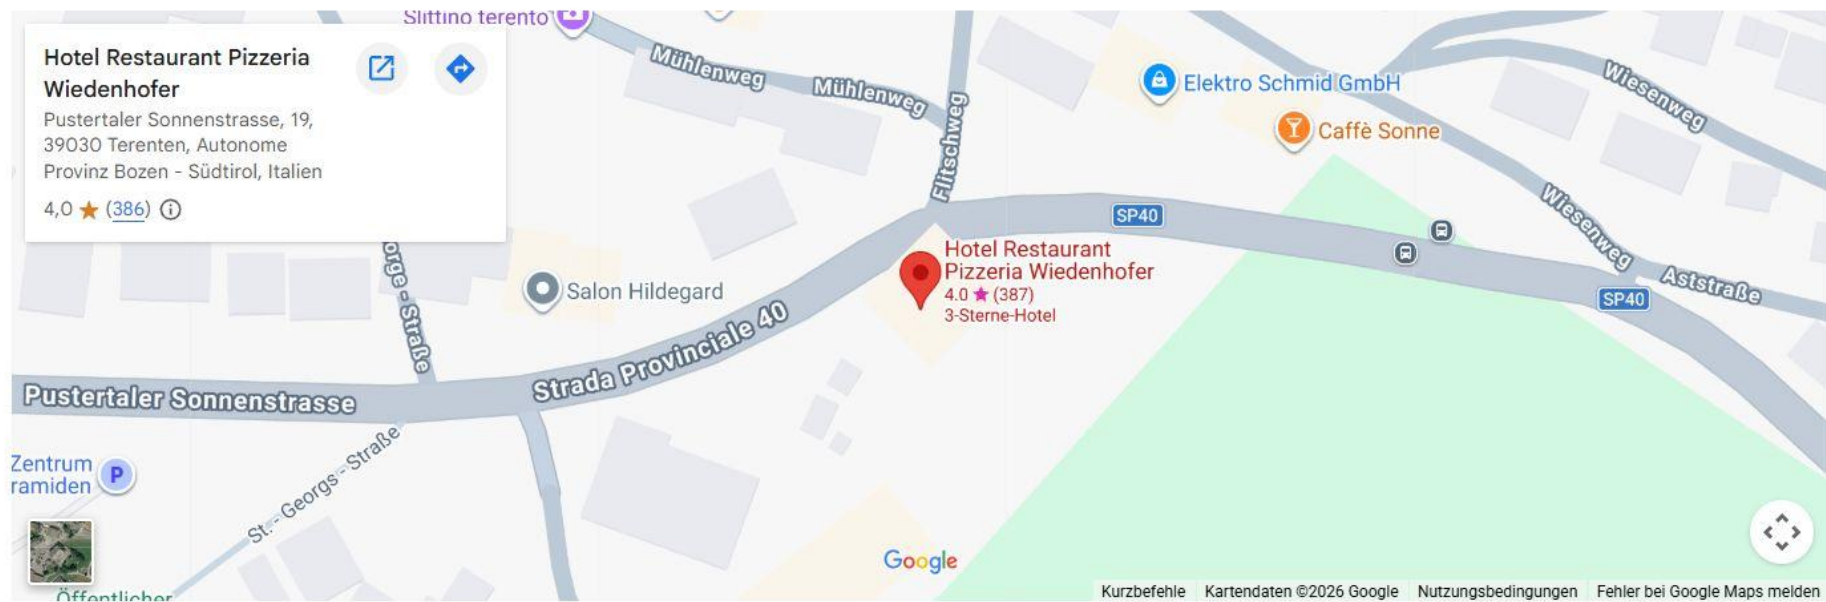 Slittino terento
Hotel Restaurant Pizzeria
Wiedenhofer
Pustertaler Sonnenstrasse, 19,
39030 Terenten, Autonome
Provinz Bozen - Südtirol, Italien
4,0 (386)
Mühlenweg
Mühlenweg
Flitschweg
Elektro Schmid GmbH
Caffè Sonne
Wiesenweg
Wiesenweg
SP40
Hotel Restaurant
Pizzeria Wiedenhofer
4.0 (387)
3-Sterne-Hotel
Aststraße
SP40
orge - Straße
Salon Hildegard
Strada Provinciale 40
Pustertaler Sonnenstrasse
St. - Georgs - Straße
Zentrum
ramiden
P
Öffentlicher
Google
Kurzbefehle Kartendaten ©2026 Google Nutzungsbedingungen Fehler bei Google Maps melden